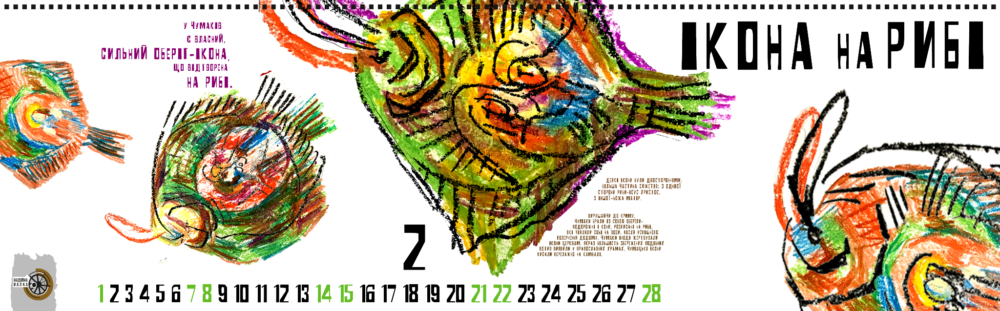 ІКОНА НА РИБІ
У ЧУМАКІВ
Є ВЛАСНИЙ,
СИЛЬНИЙ ОБЕРІГ-ІКОНА,
ЩО ВІДТВОРЕНА
НА РИБІ.
ДЕЯКІ ІКОНИ БУЛИ ДВОСТОРОННІМИ.
БІЛЬША ЧАСТИНА СЮЖЕТІВ: З ОДНІЄЇ
СТОРОНИ РИБИ-ІСУС ХРИСТОС,
З ІНШОЇ-БОЖА МАТІР.
ВИРУШАЮЧИ ДО КРИМУ,
ЧУМАКИ БРАЛИ ІЗ СОБОЮ ОБЕРЕГИ-
ПОДОРОЖНІ ІКОНИ, РОЗПИСАНІ НА РИБІ,
ЯКІ ЧІПЛЯЛИ СОБІ НА ВОЗИ. ПІСЛЯ УСПІШНОГО
ПОВЕРНЕННЯ ДОДОМУ, ЧУМАКИ ІНОДІ ЖЕРТВУВАЛИ
ІКОНИ ЦЕРКВАМ. ЯКРАЗ БІЛЬШІСТЬ ЗБЕРЕЖЕНИХ ПОДІБНИХ
ВОТИВ ВИЯВИЛИ У ПРАВОСЛАВНИХ ХРАМАХ. ЧУМАЦЬКІ ІКОНИ
ПИСАЛИ ПЕРЕВАЖНО НА КАМБАЛІ.
2
НАДІЙНА
ВАЛКА
1 2 3 4 5 6 7 8 9 10 11 12 13 14 15 16 17 18 19 20 21 22 23 24 25 26 27 28